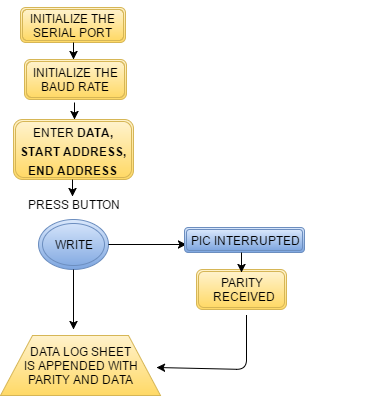 INITIALIZE THE
SERIAL PORT
INITIALIZE THE
BAUD RATE
ENTER DATA,
START ADDRESS,
END ADDRESS
PRESS BUTTON
WRITE
PIC INTERRUPTED
PARITY
RECEIVED
DATA LOG SHEET
IS APPENDED WITH
PARITY AND DATA